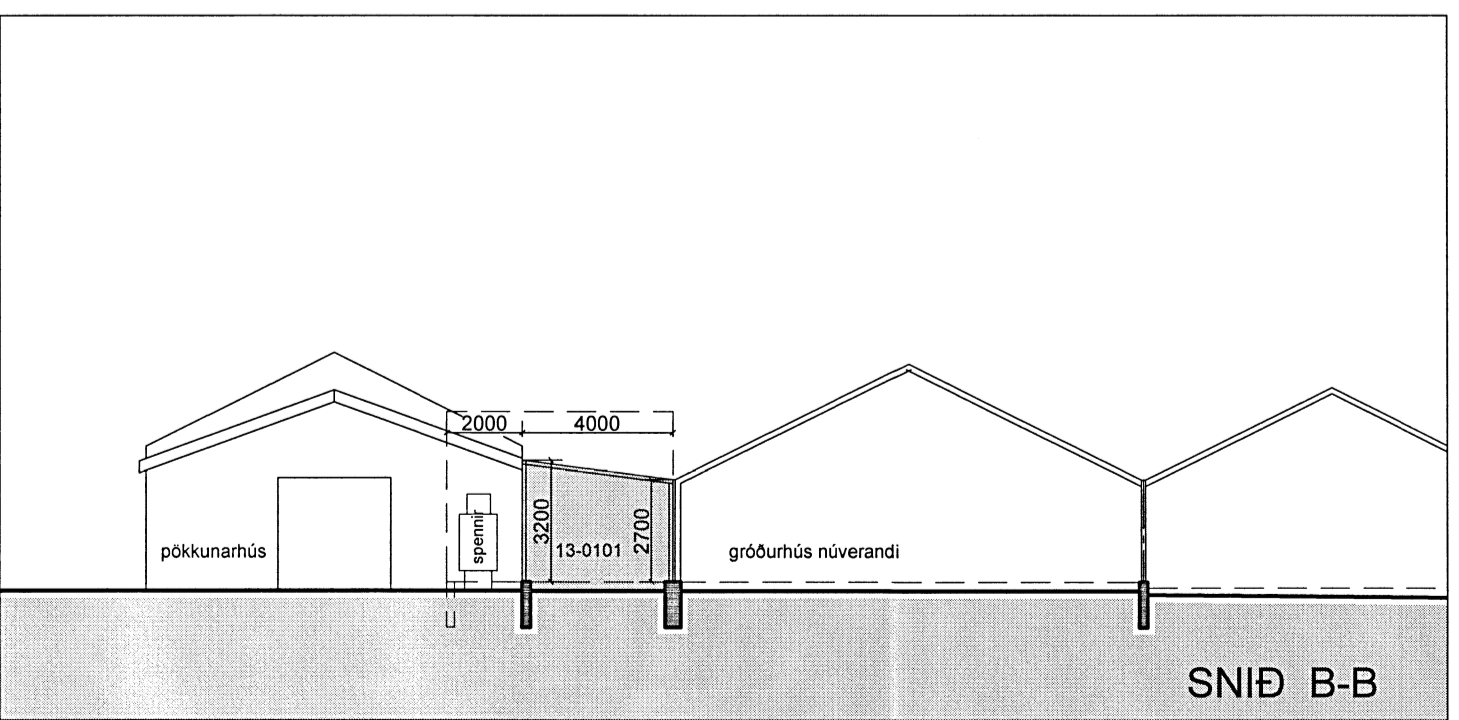 2000
4000
pökkunarhús
spennir
3200
13-0101
2700
gróðurhús núverandi
SNIÐ B-B